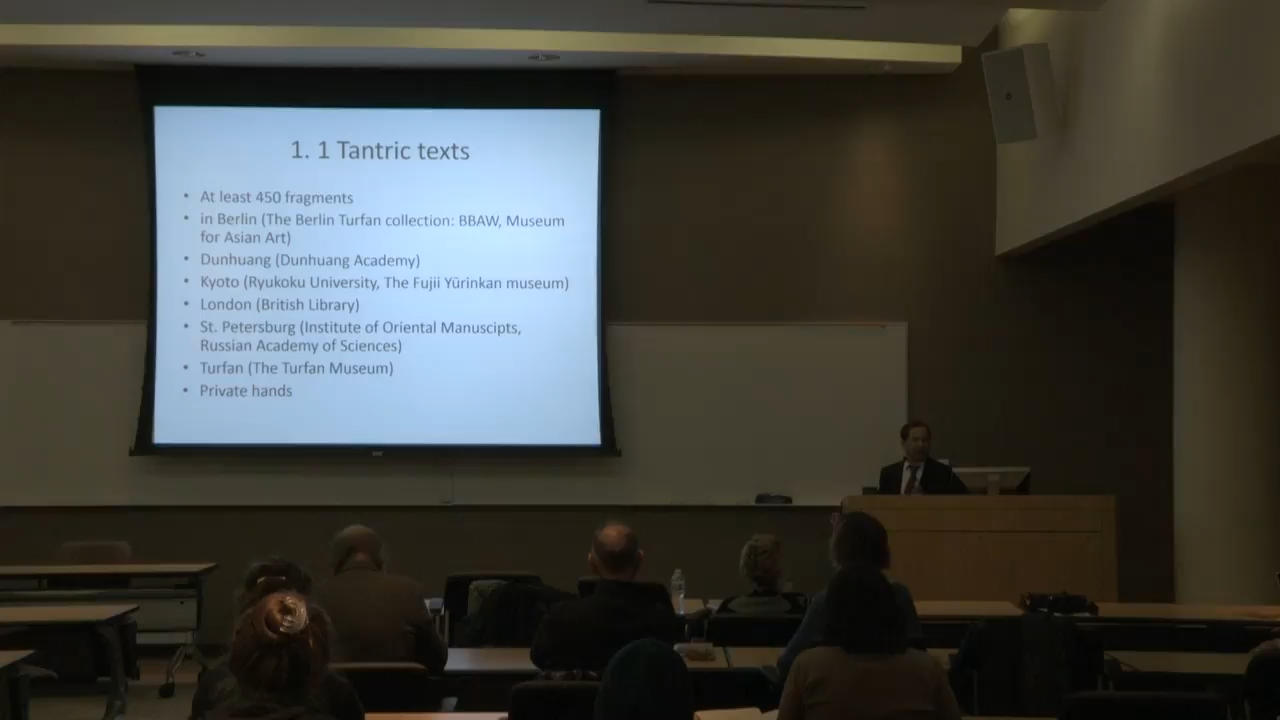 1. 1 Tantric texts
• At least 450 fragments
• in Berlin (The Berlin Turfan collection: BBAW, Museum
for Asian Art)
• Dunhuang (Dunhuang Academy)
• Kyoto (Ryukoku University, The Fujii Yūrinkan museum)
• London (British Library)
• St. Petersburg (Institute of Oriental Manuscipts,
Russian Academy of Sciences)
• Turfan (The Turfan Museum)
• Private hands